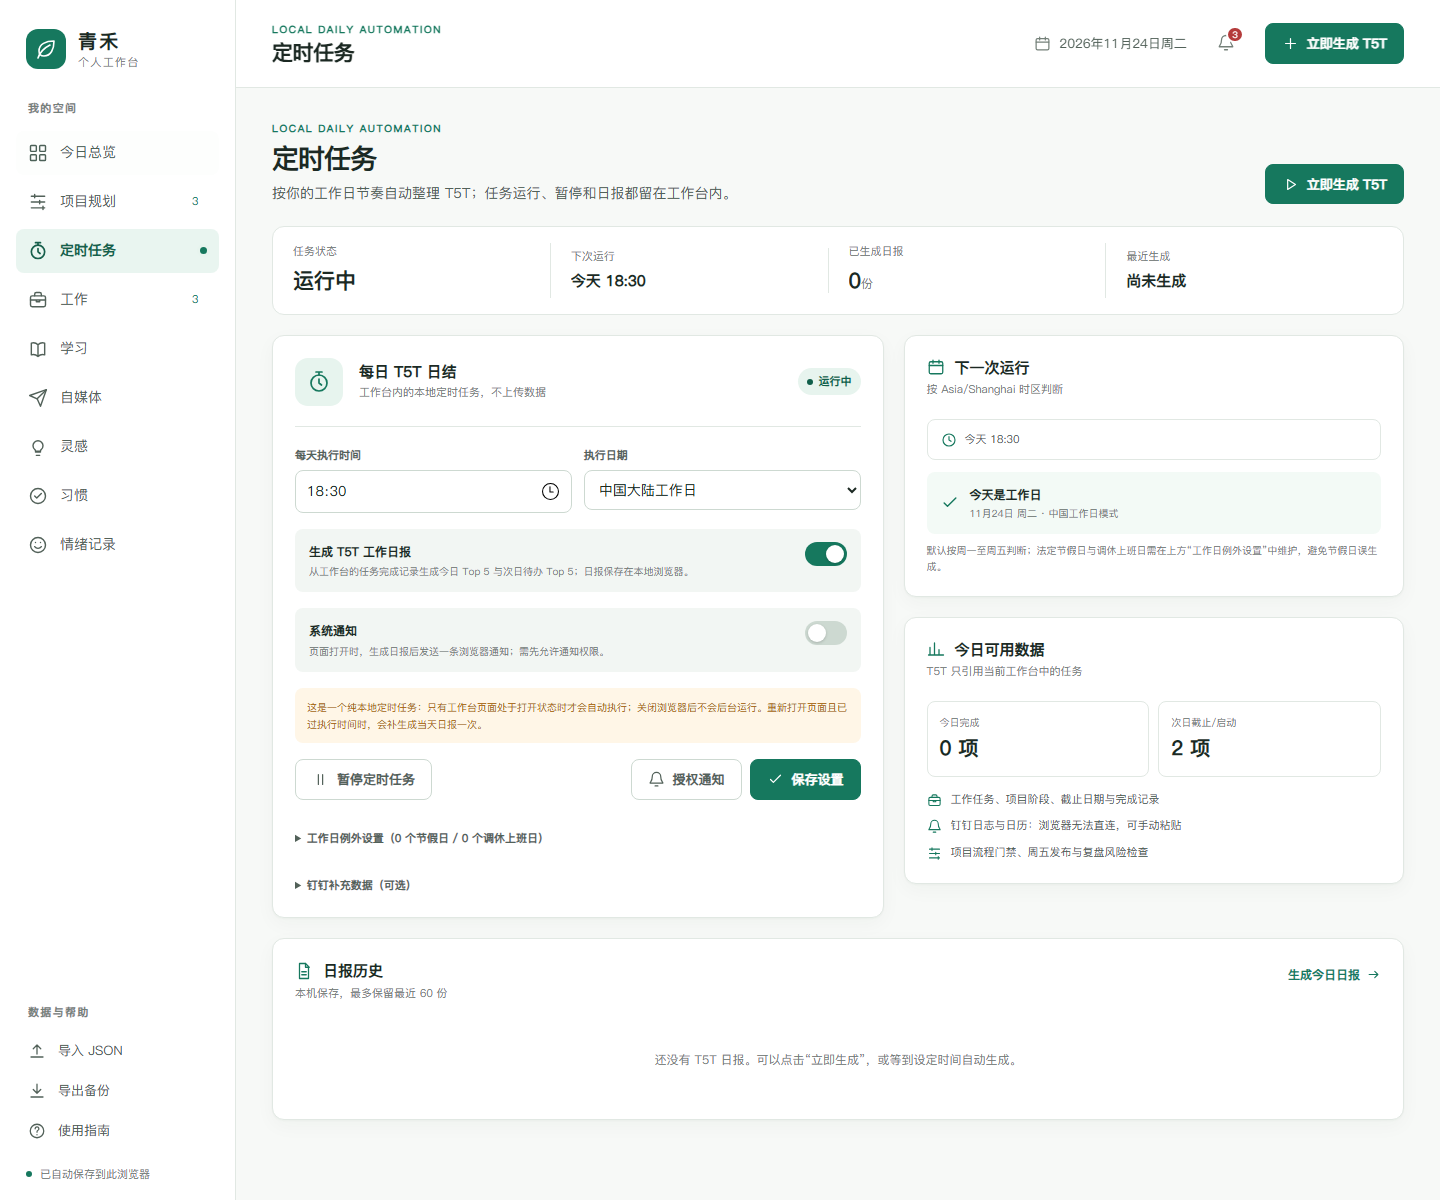 青禾
个人工作台
我的空间
今日总览
项目规划 3
定时任务
工作 3
学习
自媒体
灵感
习惯
情绪记录
数据与帮助
导入 JSON
导出备份
使用指南
已自动保存到此浏览器
LOCAL DAILY AUTOMATION
定时任务
2026年11月24日周二
3
立即生成 T5T
LOCAL DAILY AUTOMATION
定时任务
按你的工作日节奏自动整理 T5T；任务运行、暂停和日报都留在工作台内。
立即生成 T5T
任务状态
运行中
下次运行
今天 18:30
已生成日报
0份
最近生成
尚未生成
每日 T5T 日结
工作台内的本地定时任务，不上传数据
运行中
每天执行时间
18:30
执行日期
中国大陆工作日
生成 T5T 工作日报
从工作台的任务完成记录生成今日 Top 5 与次日待办 Top 5；日报保存在本地浏览器。
系统通知
页面打开时，生成日报后发送一条浏览器通知；需先允许通知权限。
这是一个纯本地定时任务：只有工作台页面处于打开状态时才会自动执行；关闭浏览器后不会后台运行。重新打开页面且已
过执行时间时，会补生成当天日报一次。
暂停定时任务
授权通知
保存设置
工作日例外设置（0 个节假日 / 0 个调休上班日）
钉钉补充数据（可选）
下一次运行
按 Asia/Shanghai 时区判断
今天 18:30
今天是工作日
11月24日 周二 · 中国工作日模式
默认按周一至周五判断；法定节假日与调休上班日需在上方“工作日例外设置”中维护，避免节假日误生
成。
今日可用数据
T5T 只引用当前工作台中的任务
今日完成
0 项
次日截止/启动
2 项
工作任务、项目阶段、截止日期与完成记录
钉钉日志与日历：浏览器无法直连，可手动粘贴
项目流程门禁、周五发布与复盘风险检查
日报历史
本机保存，最多保留最近 60 份
生成今日日报 →
还没有 T5T 日报。可以点击“立即生成”，或等到设定时间自动生成。